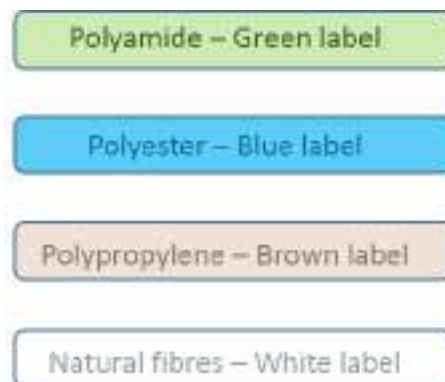 Polyamide – Green label
Polyester – Blue label
Polypropylene – Brown label
Natural fibres – White label